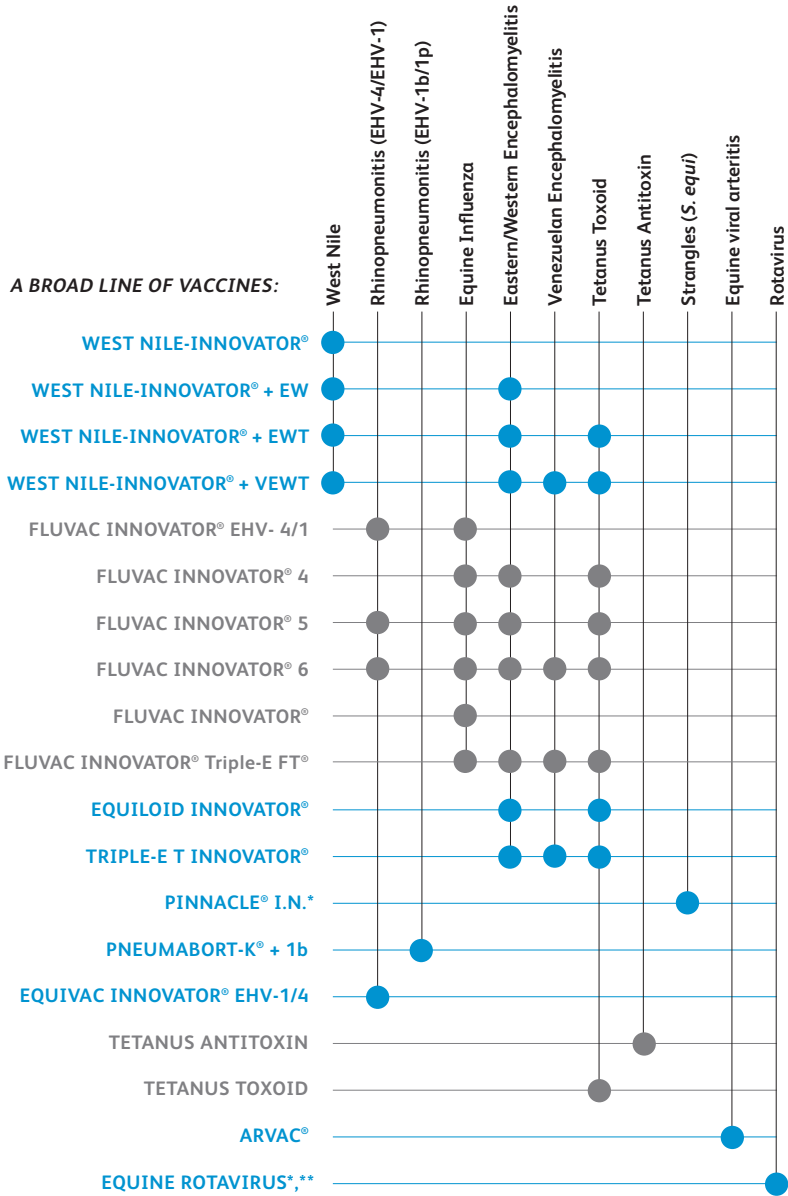 West Nile
Rhinopneumonitis (EHV-4/EHV-1)
Rhinopneumonitis (EHV-1b/1p)
Equine Influenza
Eastern/Western Encephalomyelitis
Venezuelan Encephalomyelitis
Tetanus Toxoid
Tetanus Antitoxin
Strangles (S. equi)
Equine viral arteritis
Rotavirus
A BROAD LINE OF VACCINES:
WEST NILE-INNOVATOR®
WEST NILE-INNOVATOR® + EW
WEST NILE-INNOVATOR® + EWT
WEST NILE-INNOVATOR® + VEWT
FLUVAC INNOVATOR® EHV- 4/1
FLUVAC INNOVATOR® 4
FLUVAC INNOVATOR® 5
FLUVAC INNOVATOR® 6
FLUVAC INNOVATOR®
FLUVAC INNOVATOR® Triple-E FT®
EQUILOID INNOVATOR®
TRIPLE-E T INNOVATOR®
PINNACLE® I.N.*
PNEUMABORT-K® + 1b
EQUIVAC INNOVATOR® EHV-1/4
TETANUS ANTITOXIN
TETANUS TOXOID
ARVAC®
EQUINE ROTAVIRUS*,**